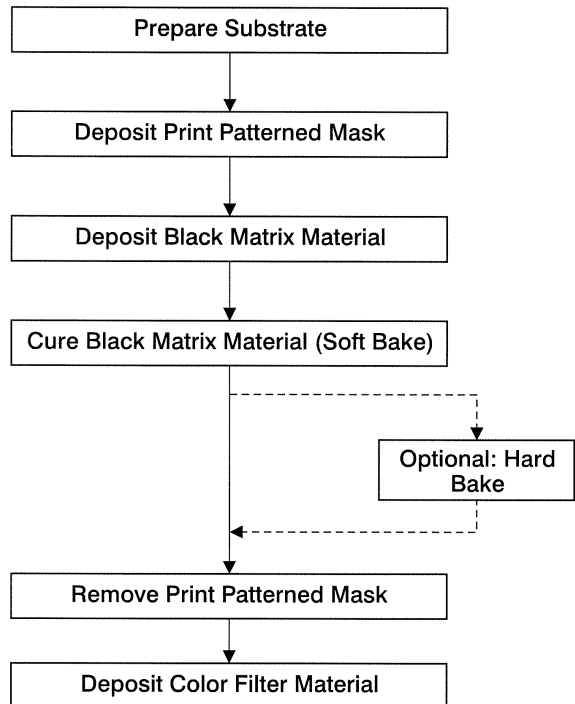 Prepare Substrate
Deposit Print Patterned Mask
Deposit Black Matrix Material
Cure Black Matrix Material (Soft Bake)
Optional: Hard
Bake
Remove Print Patterned Mask
Deposit Color Filter Material